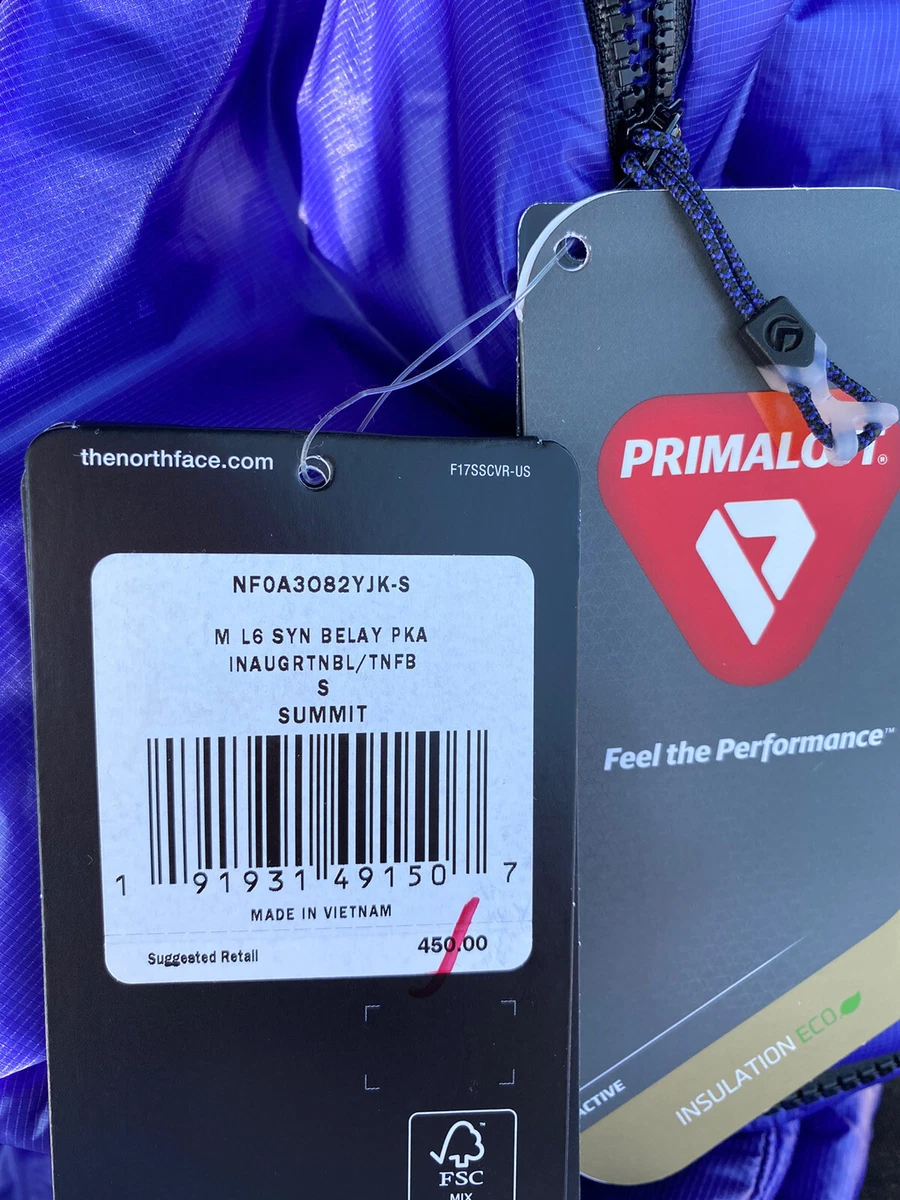 thenorthface.com
F17SSCVR-US
NF0A3O82YJK-S
M L6 SYN BELAY PKA
INAUGRTNBL/TNFB
S
SUMMIT
1 91931 49150 7
MADE IN VIETNAM
Suggested Retail 450.00
FSC
MIX
PRIMALOFT®
Feel the Performance™
ACTIVE
INSULATION ECO